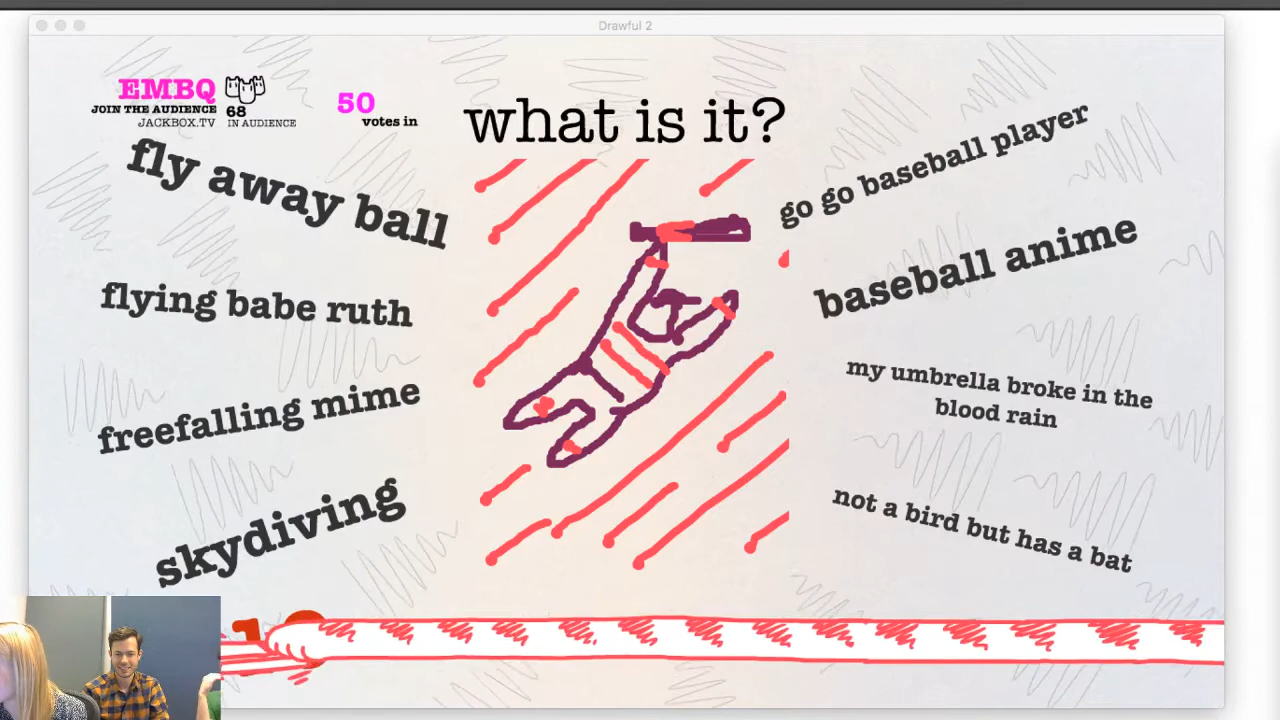 Drawful 2
EMBQ
JOIN THE AUDIENCE
JACKBOX.TV
68
IN AUDIENCE
50
votes in
what is it?
fly away ball
flying babe ruth
freefalling mime
skydiving
go go baseball player
baseball anime
my umbrella broke in the
blood rain
not a bird but has a bat